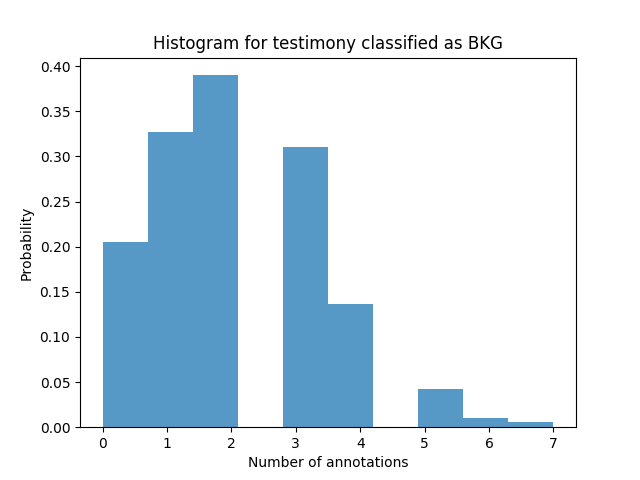 Histogram for testimony classified as BKG
0.40
0.35
0.30
0.25
0.20
0.15
0.10
0.05
0.00
Probability
0 1 2 3 4 5 6 7
Number of annotations